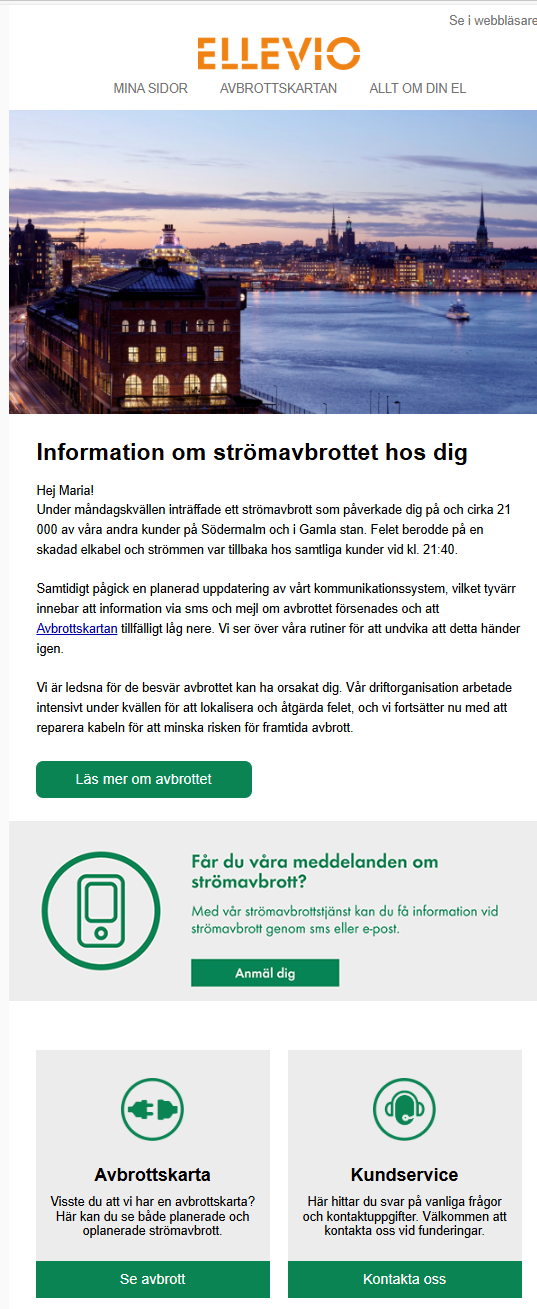 Se i webbläsare
ELLEVIO
MINA SIDOR AVBROTTSKARTAN ALLT OM DIN EL
Information om strömavbrottet hos dig
Hej Maria!
Under måndagskvällen inträffade ett strömavbrott som påverkade dig på och cirka 21
000 av våra andra kunder på Södermalm och i Gamla stan. Felet berodde på en
skadad elkabel och strömmen var tillbaka hos samtliga kunder vid kl. 21:40.
Samtidigt pågick en planerad uppdatering av vårt kommunikationssystem, vilket tyvärr
innebar att information via sms och mejl om avbrottet försenades och att
Avbrottskartan tillfälligt låg nere. Vi ser över våra rutiner för att undvika att detta händer
igen.
Vi är ledsna för de besvär avbrottet kan ha orsakat dig. Vår driftorganisation arbetade
intensivt under kvällen för att lokalisera och åtgärda felet, och vi fortsätter nu med att
reparera kabeln för att minska risken för framtida avbrott.
Läs mer om avbrottet
Får du våra meddelanden om
strömavbrott?
Med vår strömavbrottstjänst kan du få information vid
strömavbrott genom sms eller e-post.
Anmäl dig
Avbrottskarta
Visste du att vi har en avbrottskarta?
Här kan du se både planerade och
oplanerade strömavbrott.
Se avbrott
Kundservice
Här hittar du svar på vanliga frågor
och kontaktuppgifter. Välkommen att
kontakta oss vid funderingar.
Kontakta oss